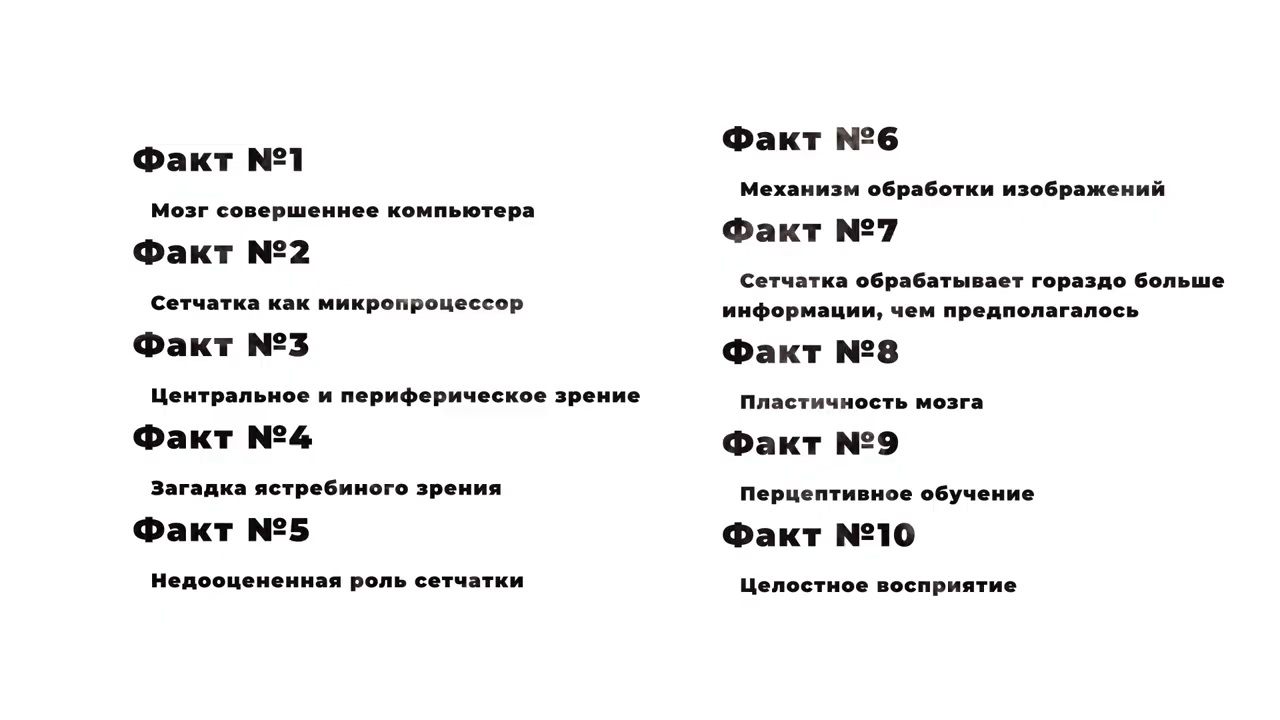 Факт №1
Мозг совершеннее компьютера
Факт №2
Сетчатка как микропроцессор
Факт №3
Центральное и периферическое зрение
Факт №4
Загадка ястребиного зрения
Факт №5
Недооцененная роль сетчатки
Факт №6
Механизм обработки изображений
Факт №7
Сетчатка обрабатывает гораздо больше
информации, чем предполагалось
Факт №8
Пластичность мозга
Факт №9
Перцептивное обучение
Факт №10
Целостное восприятие